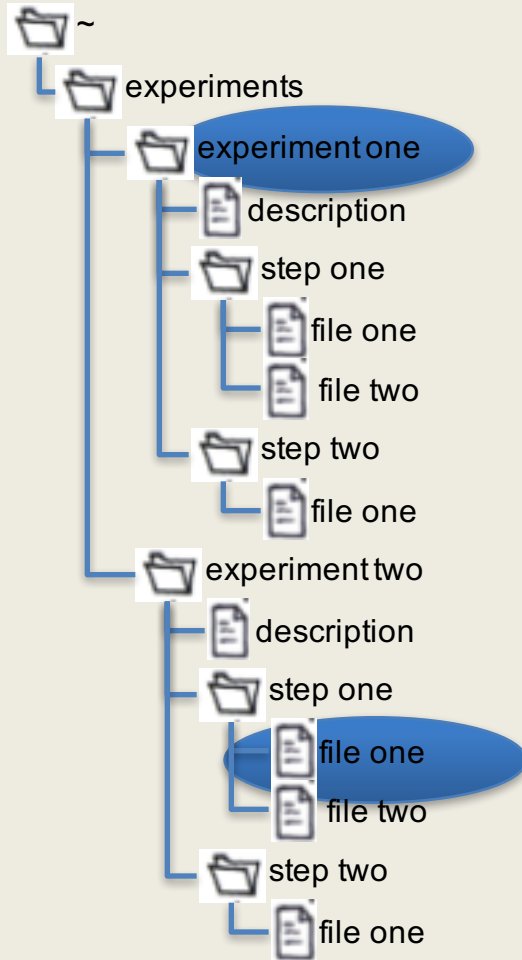 ~
experiments
experiment one
description
step one
file one
file two
step two
file one
experiment two
description
step one
file one
file two
step two
file one